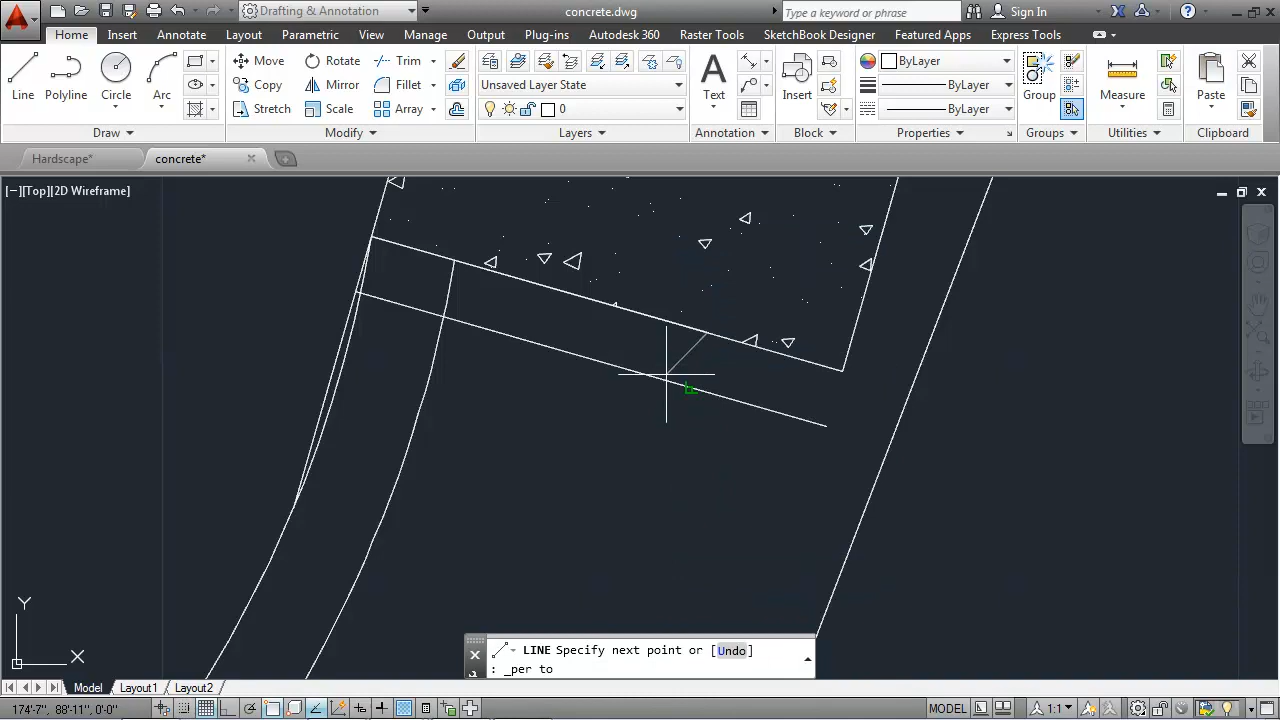 Drafting & Annotation
concrete.dwg
Type a keyword or phrase
Sign In
Home Insert Annotate Layout Parametric View Manage Output Plug-ins Autodesk 360 Raster Tools SketchBook Designer Featured Apps Express Tools
Line
Polyline
Circle
Arc
Move
Rotate
Trim
Copy
Mirror
Fillet
Stretch
Scale
Array
Unsaved Layer State
0
Text
Insert
ByLayer
ByLayer
ByLayer
Group
Measure
Paste
Draw
Modify
Layers
Annotation
Block
Properties
Groups
Utilities
Clipboard
Hardscape*
concrete*
[−][Top][2D Wireframe]
Y
X
LINE Specify next point or [Undo]
: _per to
Model
Layout1
Layout2
174'-7", 88'-11", 0'-0"
MODEL
1:1